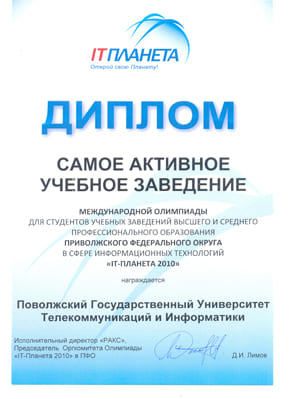 IT ПЛАНЕТА
Открой свою Планету!
ДИПЛОМ
САМОЕ АКТИВНОЕ
УЧЕБНОЕ ЗАВЕДЕНИЕ
МЕЖДУНАРОДНОЙ ОЛИМПИАДЫ
ДЛЯ СТУДЕНТОВ УЧЕБНЫХ ЗАВЕДЕНИЙ ВЫСШЕГО И СРЕДНЕГО
ПРОФЕССИОНАЛЬНОГО ОБРАЗОВАНИЯ
ПРИВОЛЖСКОГО ФЕДЕРАЛЬНОГО ОКРУГА
В СФЕРЕ ИНФОРМАЦИОННЫХ ТЕХНОЛОГИЙ
«IT-ПЛАНЕТА 2010»
награждается
Поволжский Государственный Университет
Телекоммуникаций и Информатики
Исполнительный директор «РАКС»,
Председатель Оргкомитета Олимпиады
«IT-Планета 2010» в ПФО
Д.И. Лимов